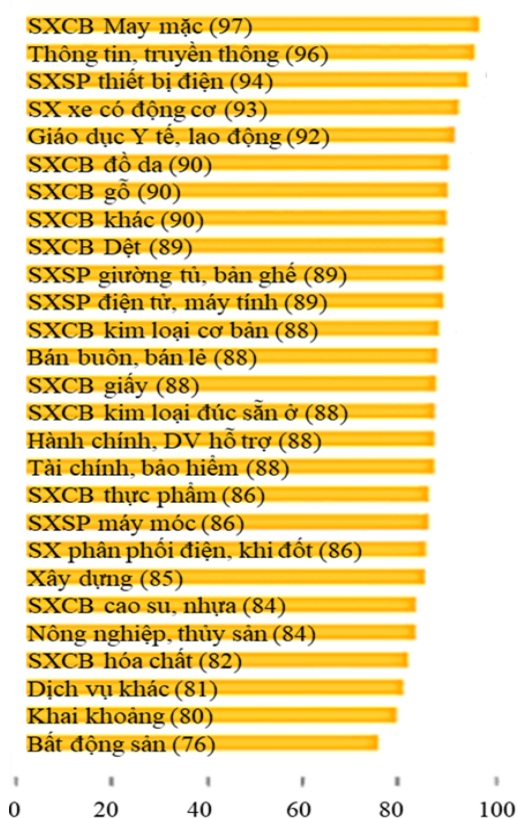 SXCB May mặc (97)
Thông tin, truyền thông (96)
SXSP thiết bị điện (94)
SX xe có động cơ (93)
Giáo dục Y tế, lao động (92)
SXCB đồ da (90)
SXCB gỗ (90)
SXCB khác (90)
SXCB Dệt (89)
SXSP giường tủ, bản ghế (89)
SXSP điện tử, máy tính (89)
SXCB kim loại cơ bản (88)
Bán buôn, bán lẻ (88)
SXCB giấy (88)
SXCB kim loại đúc sẵn ở (88)
Hành chính, DV hỗ trợ (88)
Tài chính, bảo hiểm (88)
SXCB thực phẩm (86)
SXSP máy móc (86)
SX phân phối điện, khi đốt (86)
Xây dựng (85)
SXCB cao su, nhựa (84)
Nông nghiệp, thủy sản (84)
SXCB hóa chất (82)
Dịch vụ khác (81)
Khai khoảng (80)
Bất động sản (76)
0 20 40 60 80 100